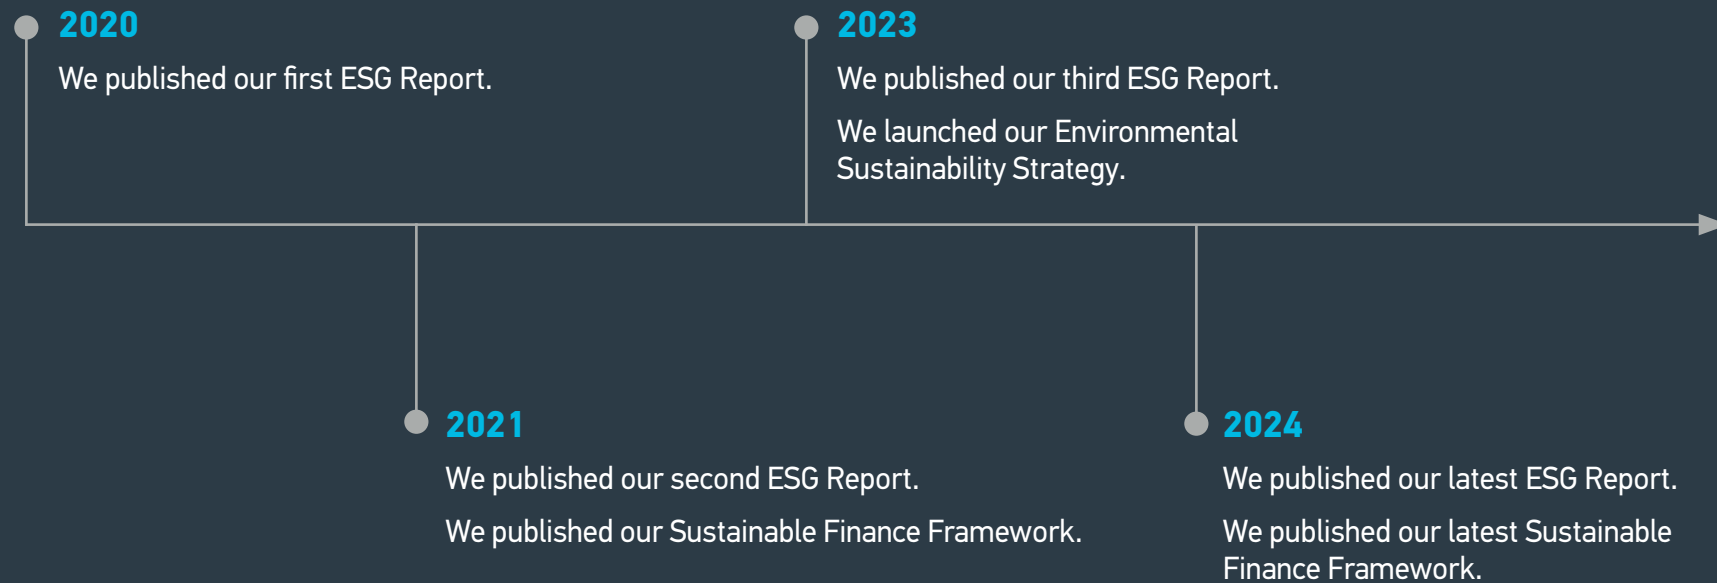 2020
We published our first ESG Report.
2023
We published our third ESG Report.
We launched our Environmental
Sustainability Strategy.
2021
We published our second ESG Report.
We published our Sustainable Finance Framework.
2024
We published our latest ESG Report.
We published our latest Sustainable
Finance Framework.